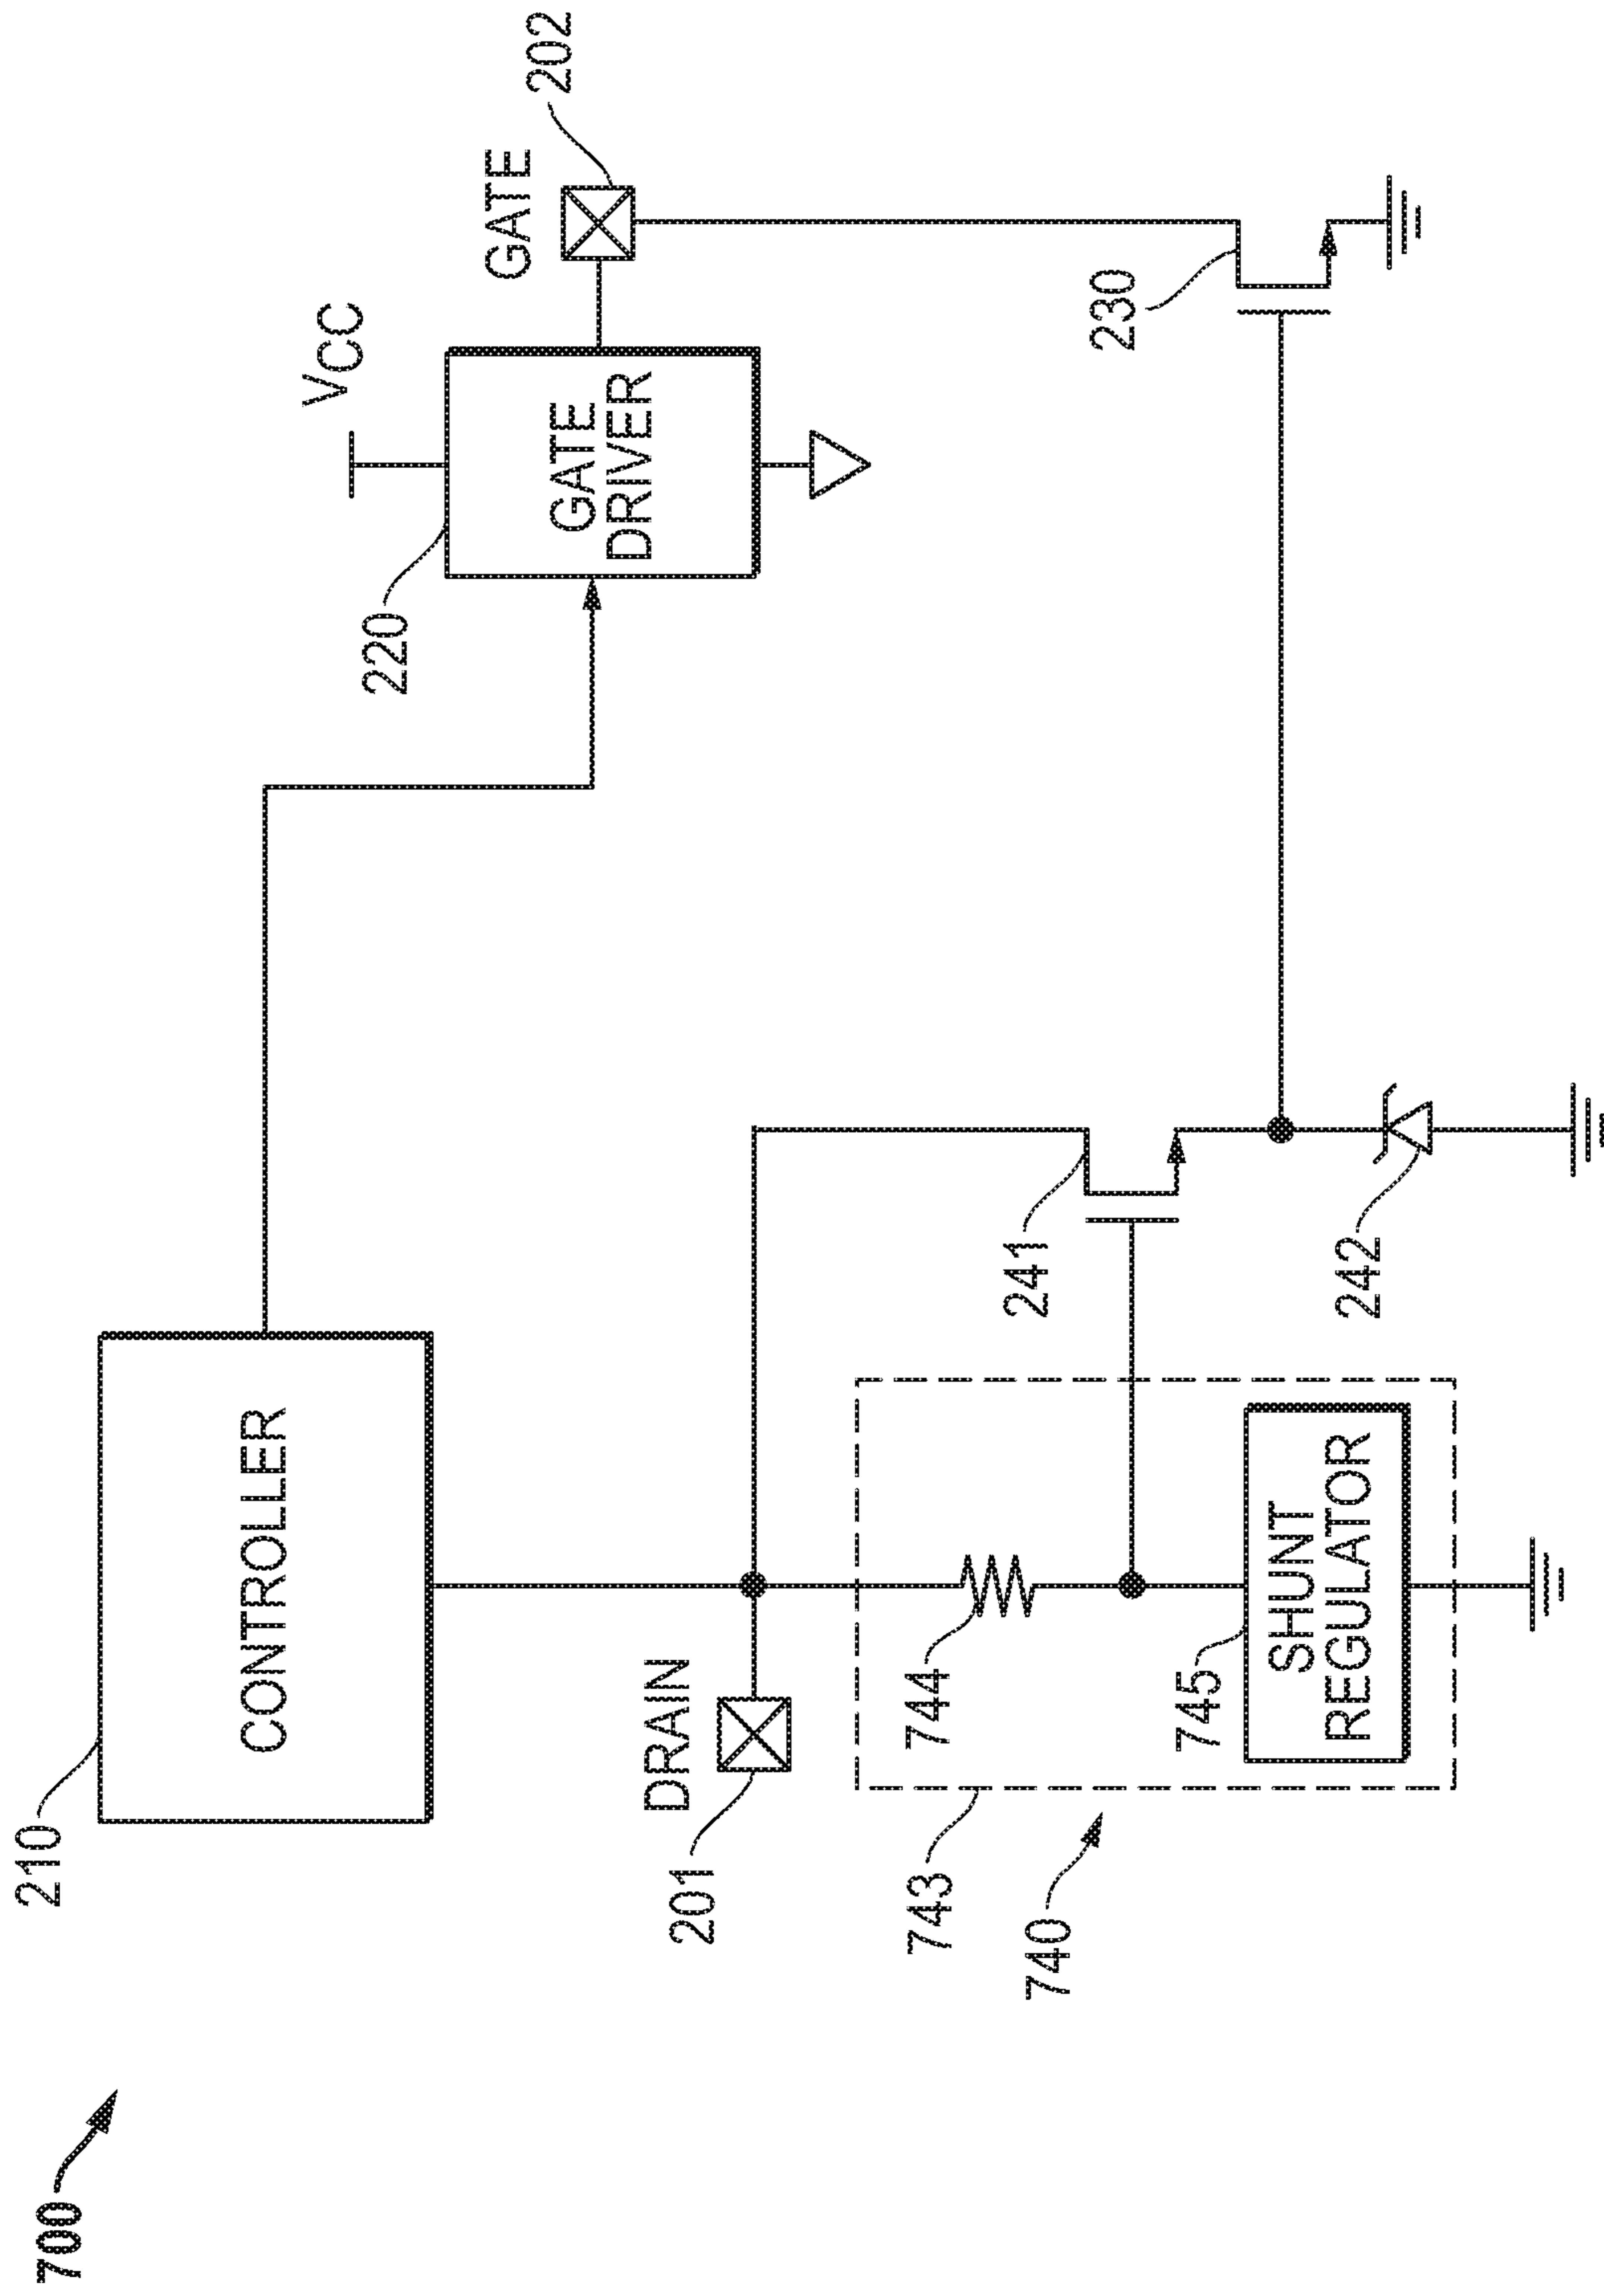 700
210
CONTROLLER
V CC
220
GATE
DRIVER
GATE
202
DRAIN
201
743
740
744
745
SHUNT
REGULATOR
241
242
230